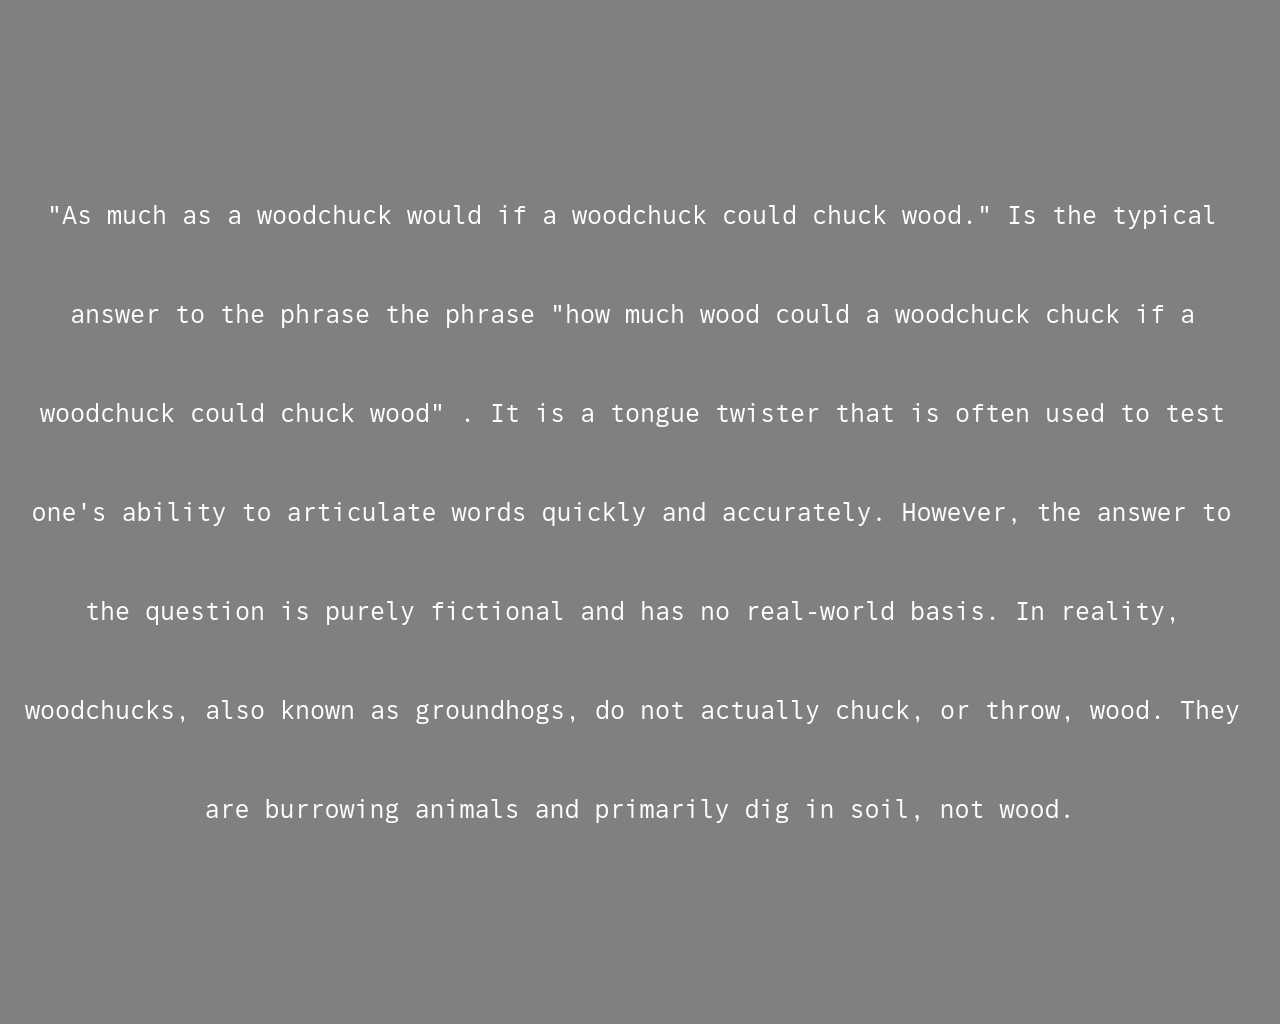 "As much as a woodchuck would if a woodchuck could chuck wood." Is the typical
answer to the phrase the phrase "how much wood could a woodchuck chuck if a
woodchuck could chuck wood" . It is a tongue twister that is often used to test
one's ability to articulate words quickly and accurately. However, the answer to
the question is purely fictional and has no real-world basis. In reality,
woodchucks, also known as groundhogs, do not actually chuck, or throw, wood. They
are burrowing animals and primarily dig in soil, not wood.